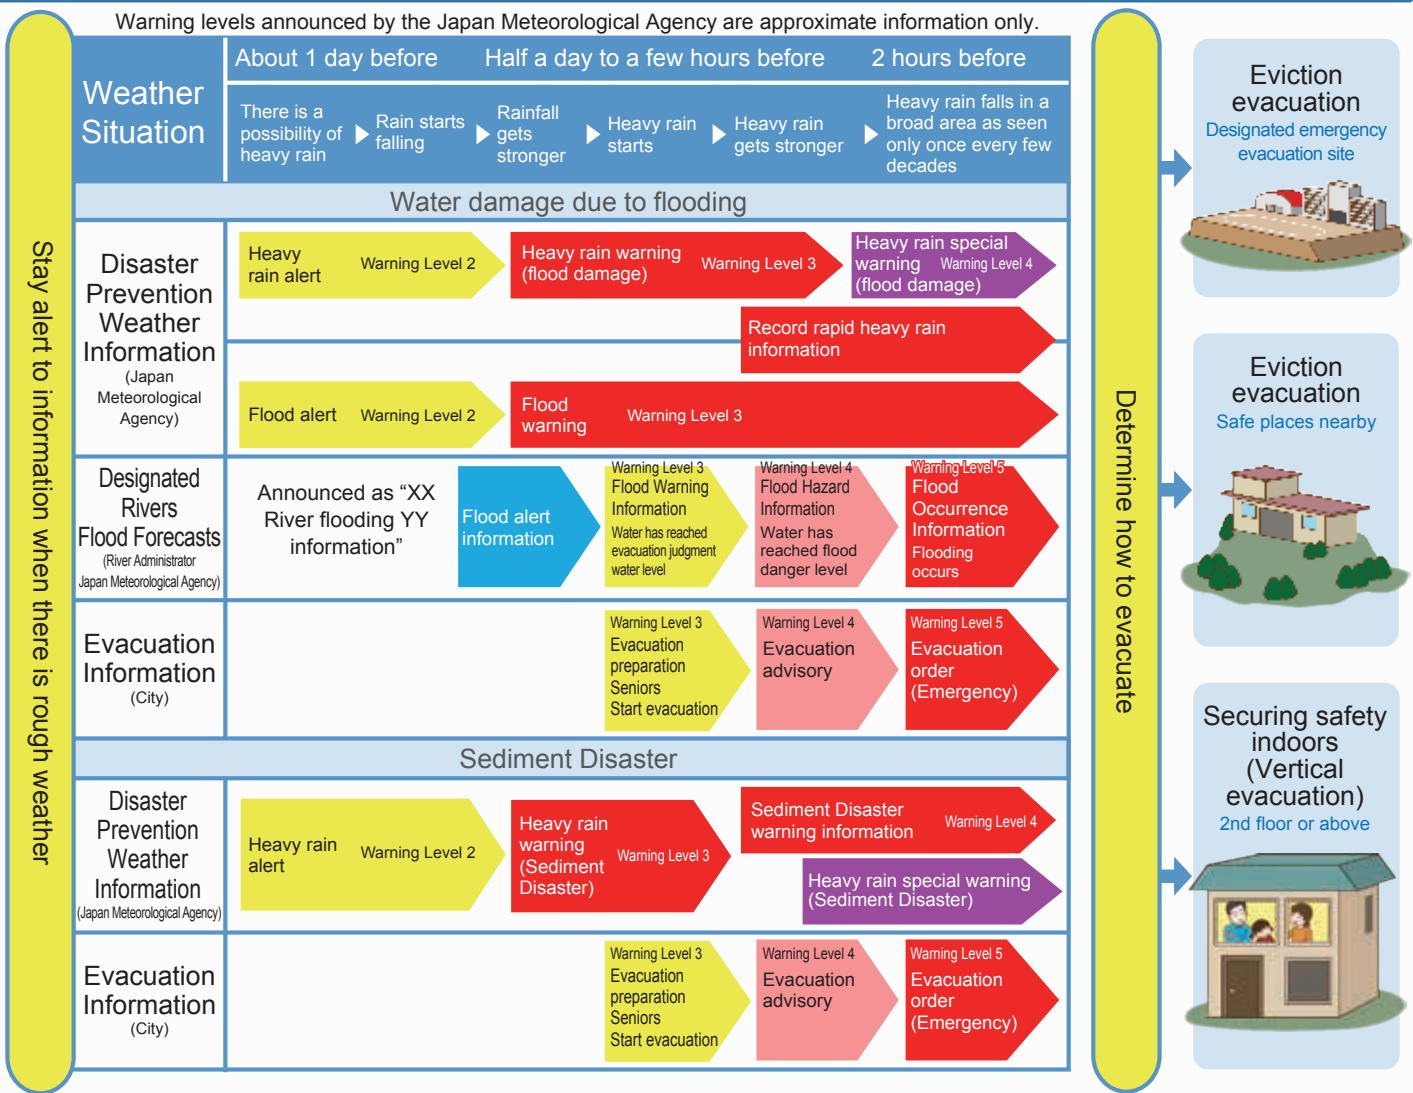 Warning levels announced by the Japan Meteorological Agency are approximate information only.
Stay alert to information when there is rough weather
Weather
Situation
About 1 day before
Half a day to a few hours before
2 hours before
There is a
possibility of
heavy rain
Rain starts
falling
Rainfall
gets
stronger
Heavy rain
starts
Heavy rain
gets stronger
Heavy rain falls in a
broad area as seen
only once every few
decades
Water damage due to flooding
Disaster
Prevention
Weather
Information
(Japan
Meteorological
Agency)
Heavy
rain alert
Warning Level 2
Heavy rain warning
(flood damage)
Warning Level 3
Heavy rain special
warning Warning Level 4
(flood damage)
Record rapid heavy rain
information
Flood alert
Warning Level 2
Flood
warning
Warning Level 3
Designated
Rivers
Flood Forecasts
(River Administrator
Japan Meteorological Agency)
Announced as “XX
River flooding YY
information”
Flood alert
information
Warning Level 3
Flood Warning
Information
Water has reached
evacuation judgment
water level
Warning Level 4
Flood Hazard
Information
Water has
reached flood
danger level
Warning Level 5
Flood
Occurrence
Information
Flooding
occurs
Evacuation
Information
(City)
Warning Level 3
Evacuation
preparation
Seniors
Start evacuation
Warning Level 4
Evacuation
advisory
Warning Level 5
Evacuation
order
(Emergency)
Sediment Disaster
Disaster
Prevention
Weather
Information
(Japan Meteorological Agency)
Heavy rain
alert
Warning Level 2
Heavy rain
warning
(Sediment
Disaster)
Warning Level 3
Sediment Disaster
warning information
Warning Level 4
Heavy rain special warning
(Sediment Disaster)
Evacuation
Information
(City)
Warning Level 3
Evacuation
preparation
Seniors
Start evacuation
Warning Level 4
Evacuation
advisory
Warning Level 5
Evacuation
order
(Emergency)
Determine how to evacuate
Eviction
evacuation
Designated emergency
evacuation site
Eviction
evacuation
Safe places nearby
Securing safety
indoors
(Vertical
evacuation)
2nd floor or above